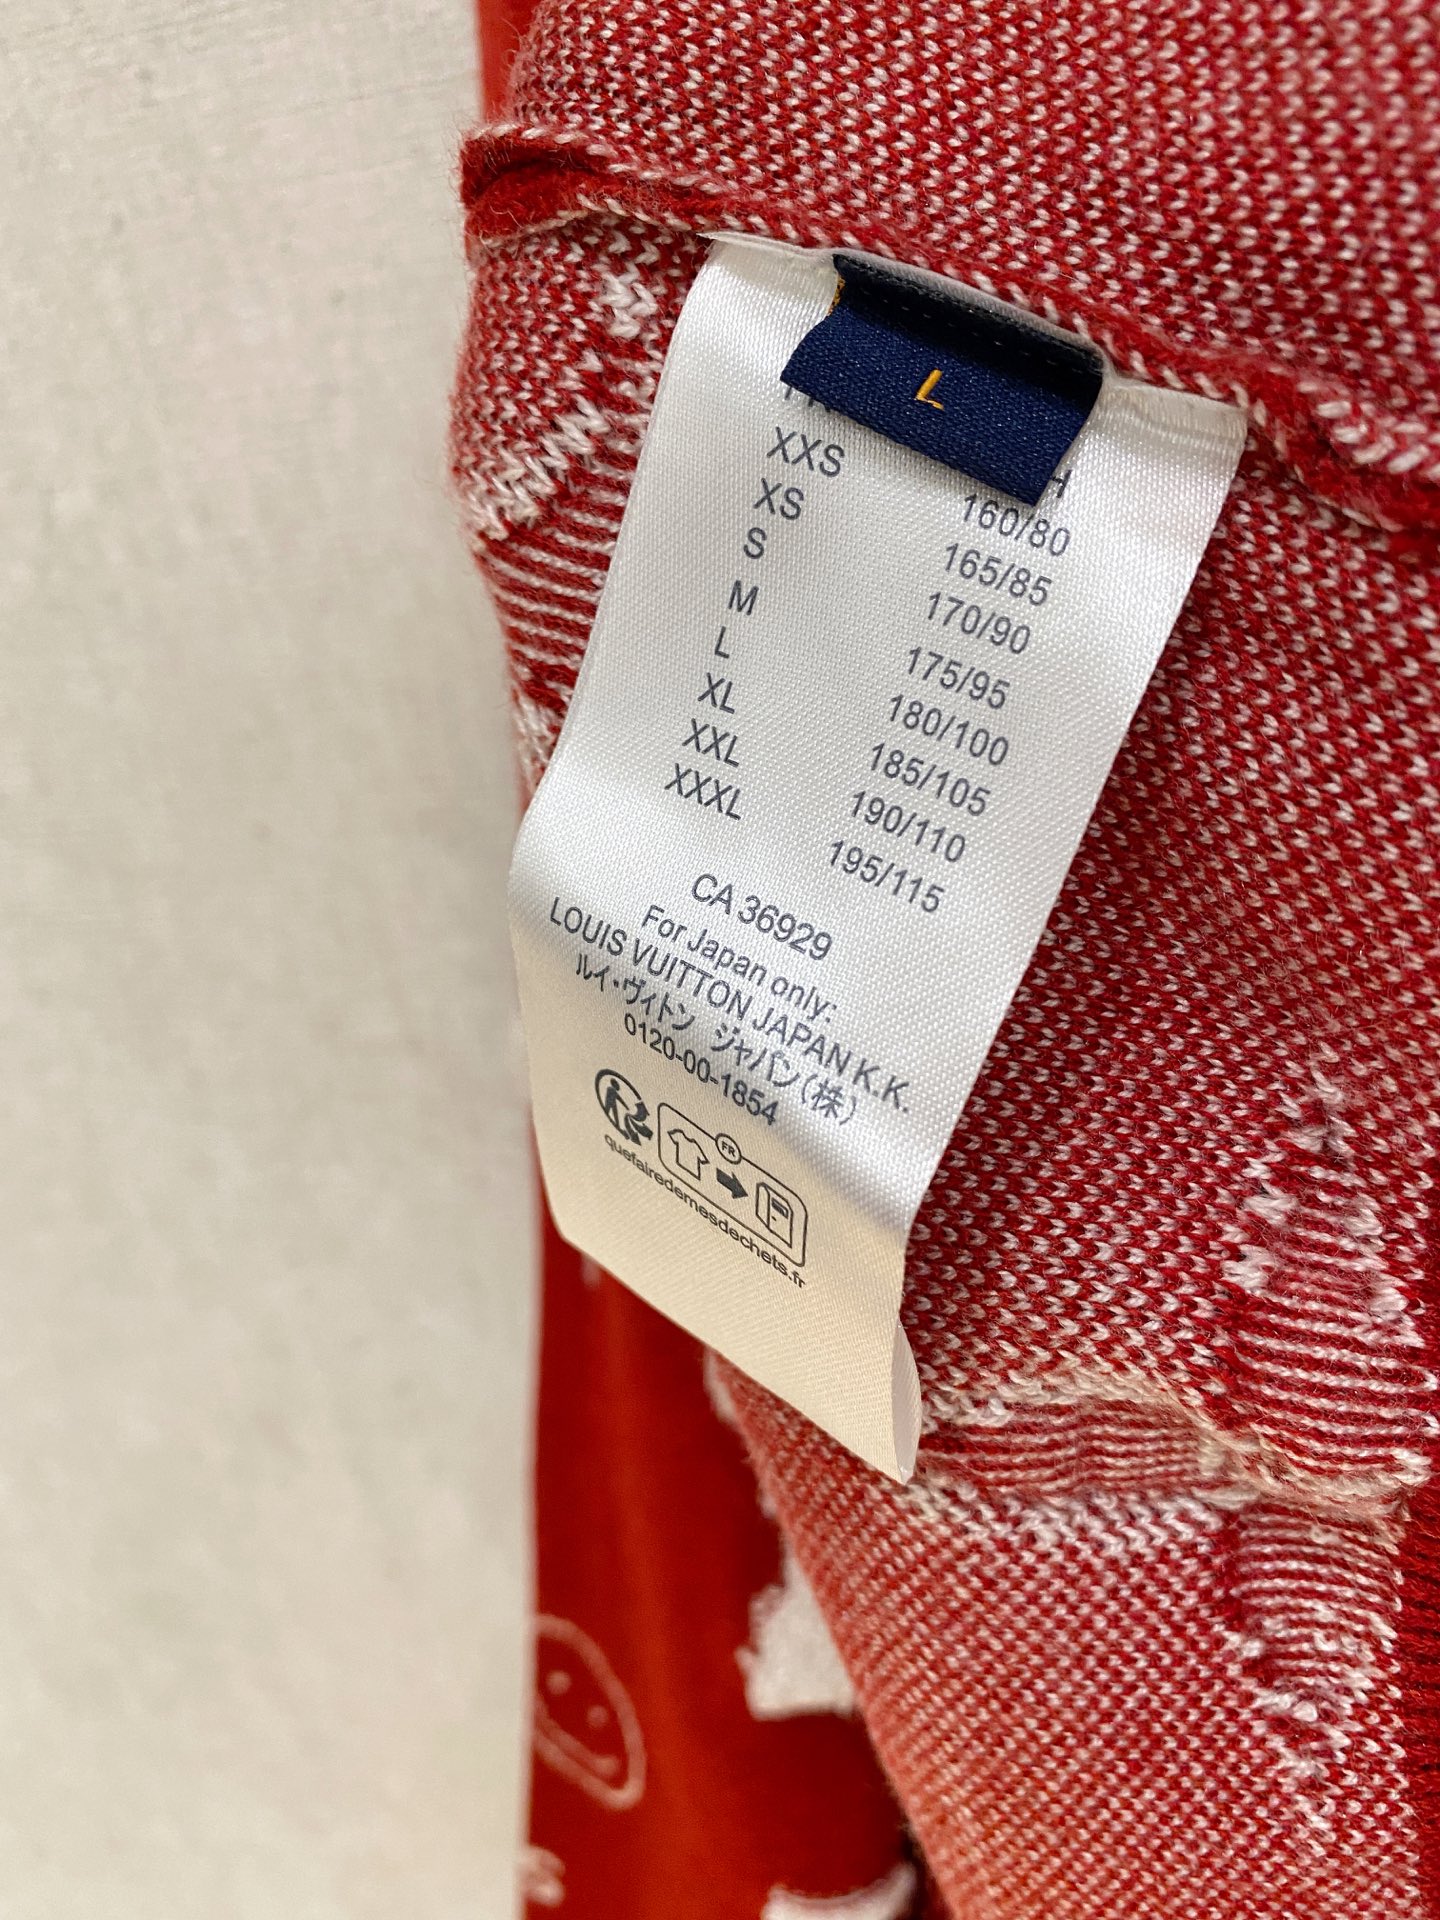 L
XXS 160/80
XS 165/85
S 170/90
M 175/95
L 180/100
XL 185/105
XXL 190/110
XXXL 195/115
CA 36929
For Japan only:
LOUIS VUITTON JAPAN K.K.
ルイ・ヴィトン ジャパン(株)
0120-00-1854
FR
quefairedemesdechets.fr